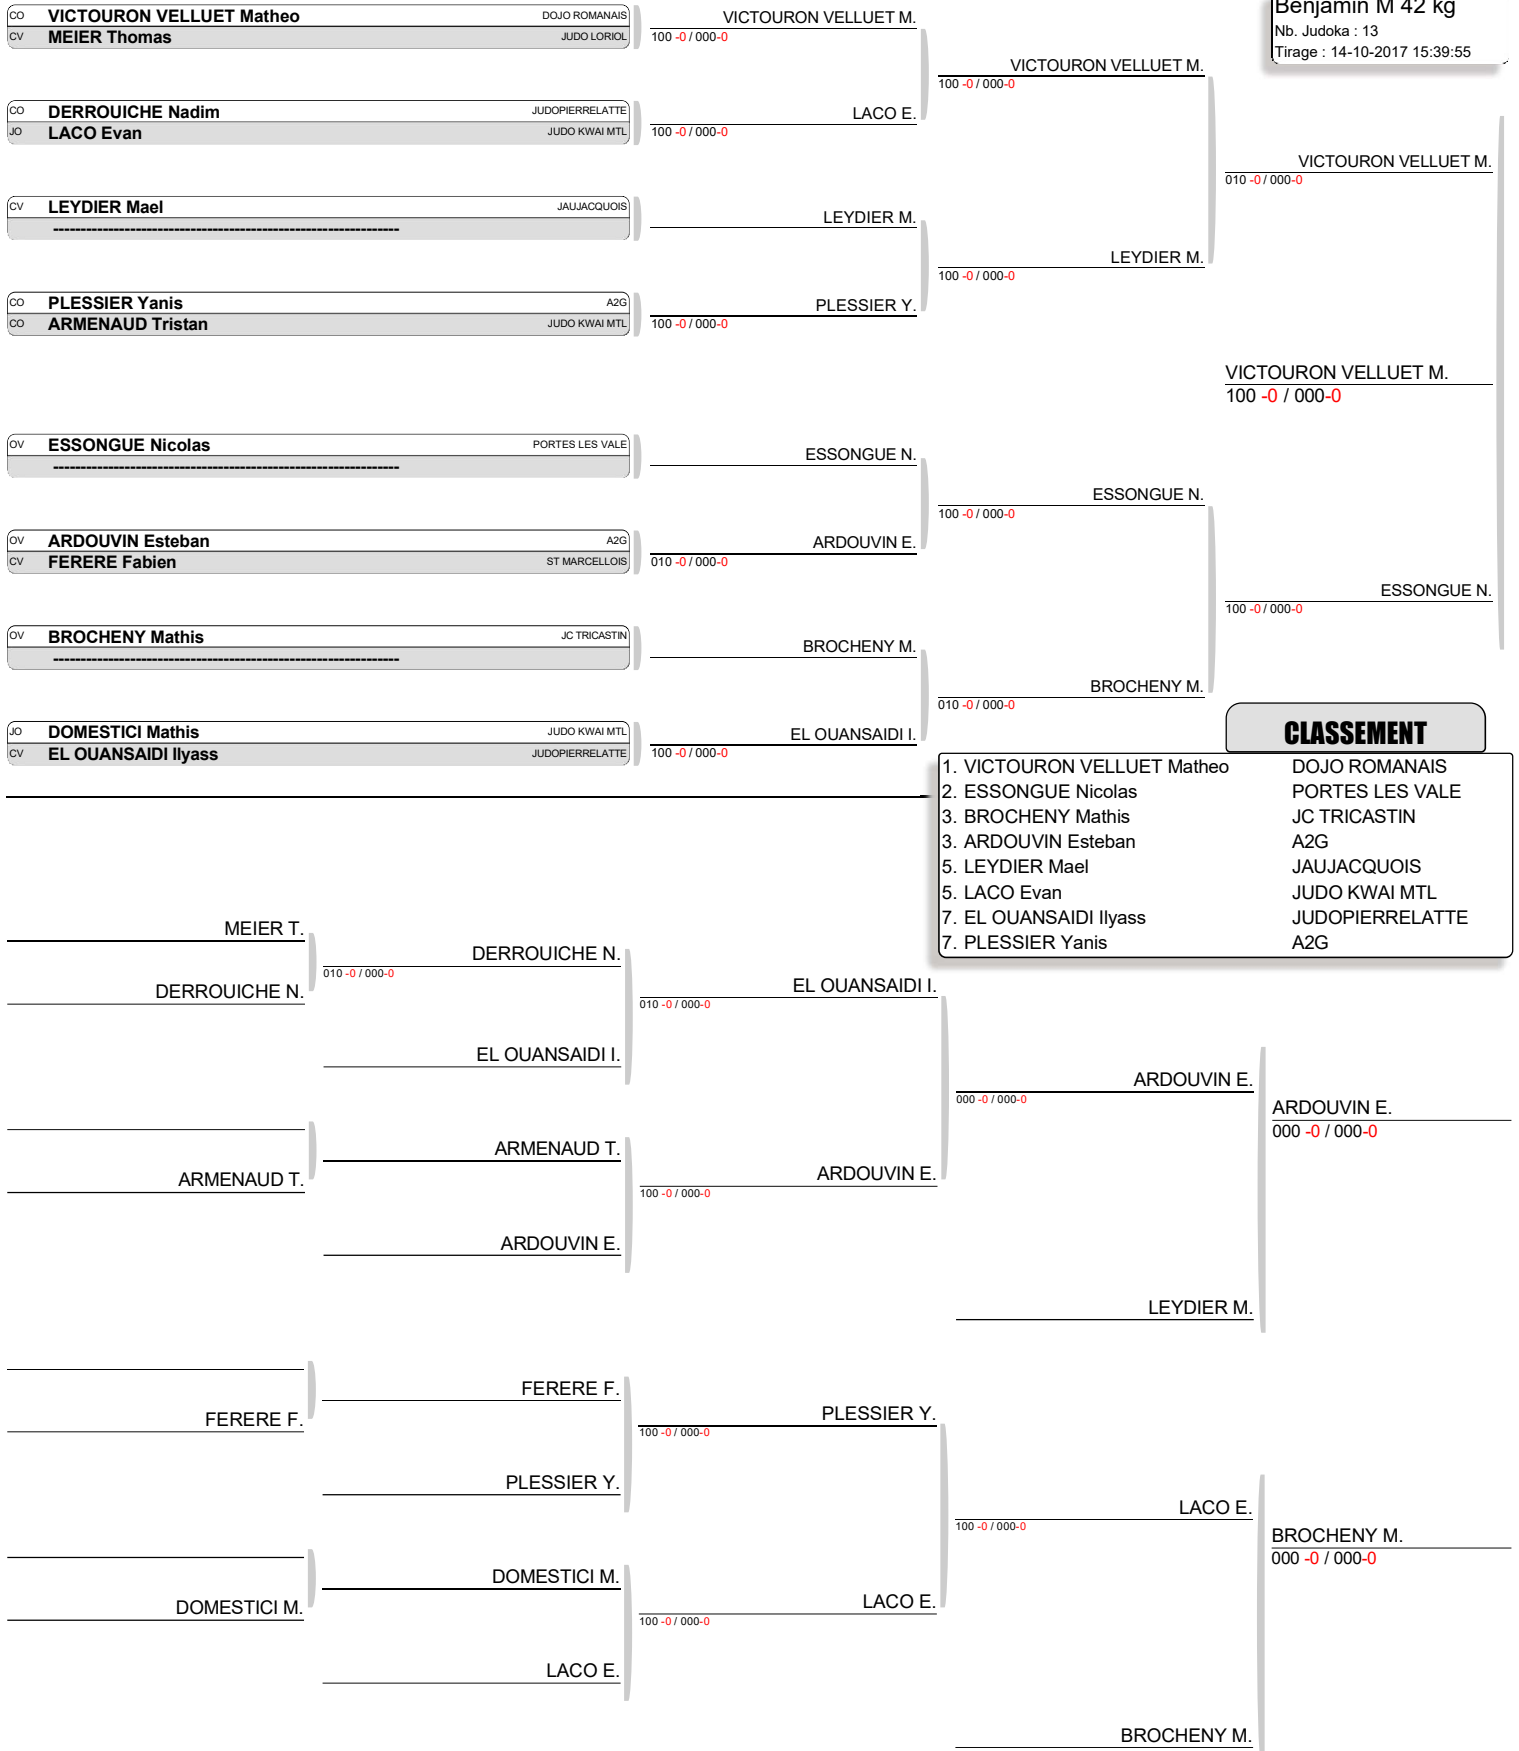 Benjamin M 42 kg
Nb. Judoka : 13
Tirage : 14-10-2017 15:39:55
CO VICTOURON VELLUET Matheo DOJO ROMANAIS
CV MEIER Thomas JUDO LORIOL
CO DERROUICHE Nadim JUDOPIERRELATTE
JO LACO Evan JUDO KWAI MTL
CV LEYDIER Mael JAUJACQUOIS
----------------------------------------------------------------
CO PLESSIER Yanis A2G
CO ARMENAUD Tristan JUDO KWAI MTL
OV ESSONGUE Nicolas PORTES LES VALE
----------------------------------------------------------------
OV ARDOUVIN Esteban A2G
CV FERERE Fabien ST MARCELLOIS
OV BROCHENY Mathis JC TRICASTIN
----------------------------------------------------------------
JO DOMESTICI Mathis JUDO KWAI MTL
CV EL OUANSAIDI Ilyass JUDOPIERRELATTE
VICTOURON VELLUET M.
100 -0 / 000-0
LACO E.
100 -0 / 000-0
LEYDIER M.
PLESSIER Y.
100 -0 / 000-0
ESSONGUE N.
ARDOUVIN E.
010 -0 / 000-0
BROCHENY M.
EL OUANSAIDI I.
100 -0 / 000-0
VICTOURON VELLUET M.
100 -0 / 000-0
LEYDIER M.
100 -0 / 000-0
ESSONGUE N.
100 -0 / 000-0
BROCHENY M.
010 -0 / 000-0
VICTOURON VELLUET M.
010 -0 / 000-0
ESSONGUE N.
100 -0 / 000-0
VICTOURON VELLUET M.
100 -0 / 000-0
CLASSEMENT
1. VICTOURON VELLUET Matheo DOJO ROMANAIS
2. ESSONGUE Nicolas PORTES LES VALE
3. BROCHENY Mathis JC TRICASTIN
3. ARDOUVIN Esteban A2G
5. LEYDIER Mael JAUJACQUOIS
5. LACO Evan JUDO KWAI MTL
7. EL OUANSAIDI Ilyass JUDOPIERRELATTE
7. PLESSIER Yanis A2G
MEIER T.
DERROUICHE N.
ARMENAUD T.
FERERE F.
DOMESTICI M.
DERROUICHE N.
010 -0 / 000-0
EL OUANSAIDI I.
ARMENAUD T.
ARDOUVIN E.
FERERE F.
PLESSIER Y.
DOMESTICI M.
LACO E.
EL OUANSAIDI I.
010 -0 / 000-0
ARDOUVIN E.
100 -0 / 000-0
PLESSIER Y.
100 -0 / 000-0
LACO E.
100 -0 / 000-0
ARDOUVIN E.
000 -0 / 000-0
LEYDIER M.
LACO E.
100 -0 / 000-0
BROCHENY M.
ARDOUVIN E.
000 -0 / 000-0
BROCHENY M.
000 -0 / 000-0